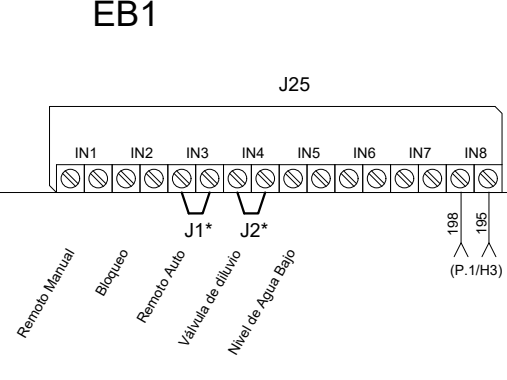 EB1
J25
IN1 IN2 IN3 IN4 IN5 IN6 IN7 IN8
J1* J2*
198 195
(P.1/H3)
Remoto Manual
Bloqueo
Remoto Auto
Válvula de diluvio
Nivel de Agua Bajo